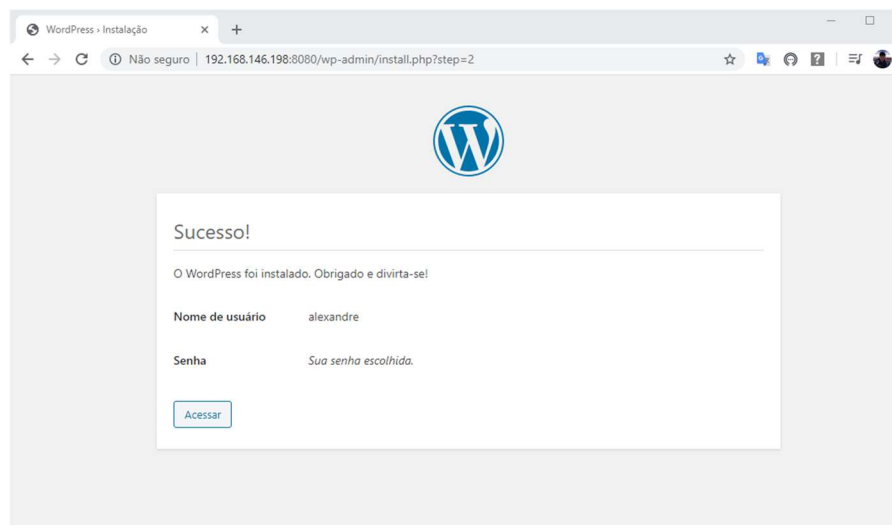 WordPress › Instalação
Não seguro | 192.168.146.198:8080/wp-admin/install.php?step=2
Sucesso!
O WordPress foi instalado. Obrigado e divirta-se!
Nome de usuário alexandre
Senha Sua senha escolhida.
Acessar